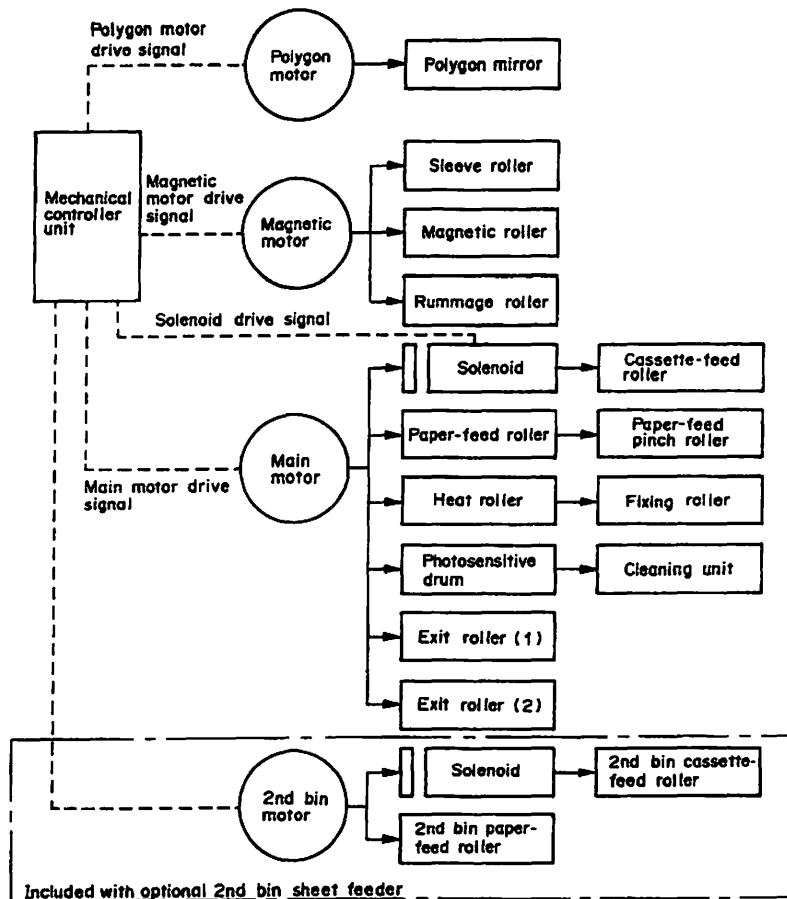 Polygon motor
drive signal
Polygon
motor
Polygon mirror
Mechanical
controller
unit
Magnetic
motor drive
signal
Magnetic
motor
Sleeve roller
Magnetic roller
Rummage roller
Solenoid drive signal
Solenoid
Cassette-feed
roller
Main
motor
Main motor drive
signal
Paper-feed roller
Paper-feed
pinch roller
Heat roller
Fixing roller
Photosensitive
drum
Cleaning unit
Exit roller (1)
Exit roller (2)
2nd bin
motor
Solenoid
2nd bin cassette-
feed roller
2nd bin paper-
feed roller
Included with optional 2nd bin sheet feeder